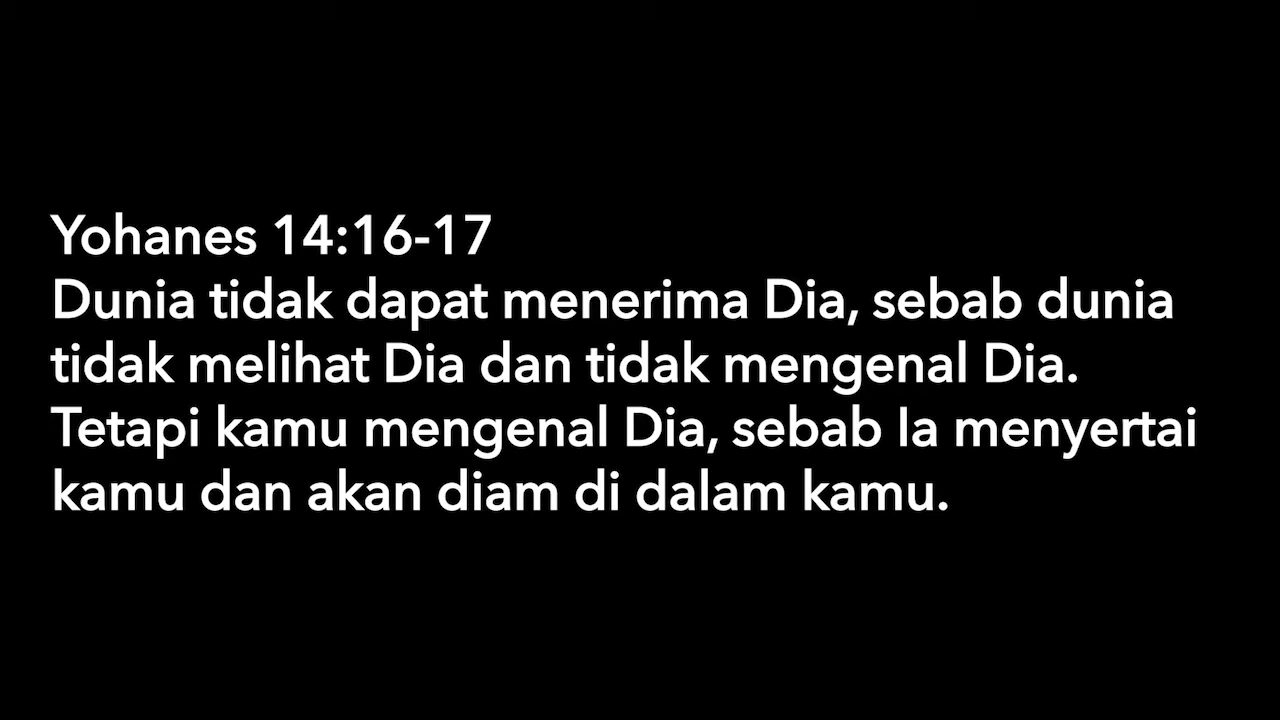 Yohanes 14:16-17
Dunia tidak dapat menerima Dia, sebab dunia
tidak melihat Dia dan tidak mengenal Dia.
Tetapi kamu mengenal Dia, sebab Ia menyertai
kamu dan akan diam di dalam kamu.